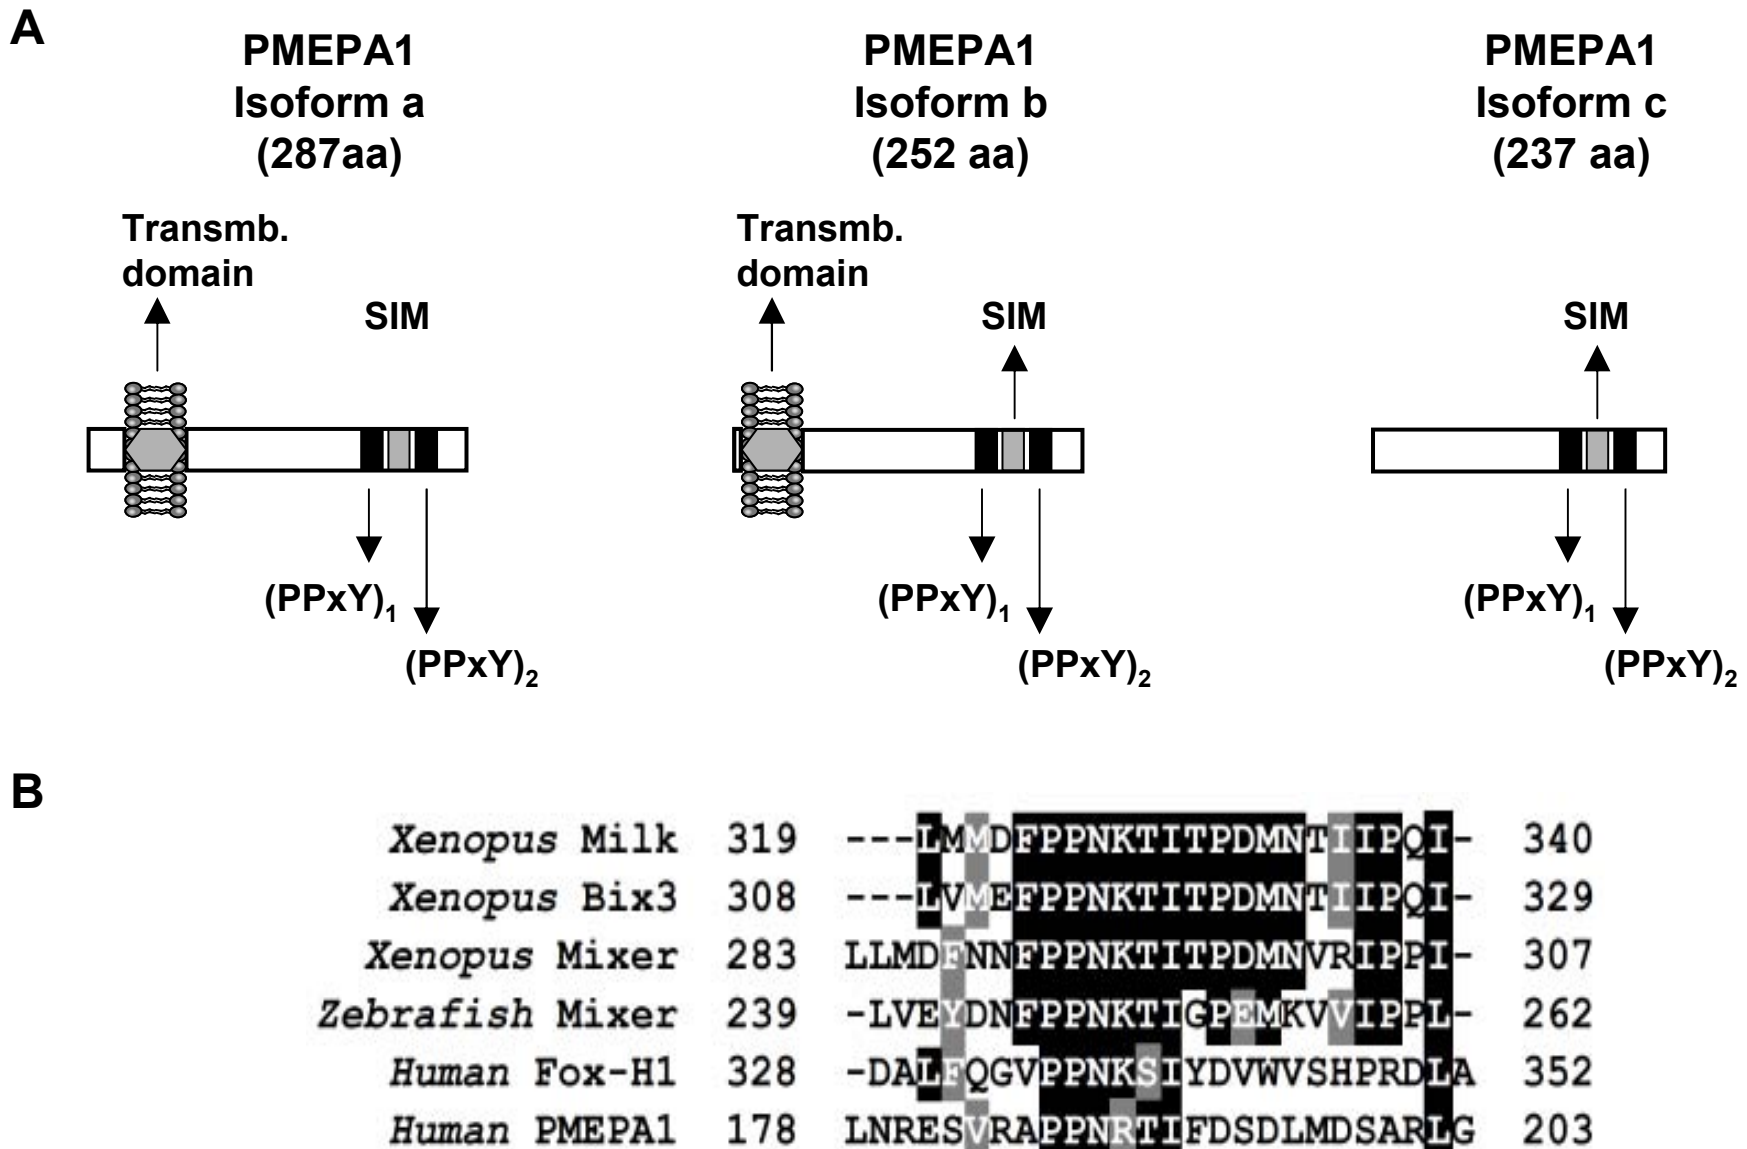 A
PMEPA1 PMEPA1 PMEPA1
Isoform a Isoform b Isoform c
(287aa) (252 aa) (237 aa)
Transmb. Transmb.
domain domain
SIM SIM SIM
(PPxY)1 (PPxY)1 (PPxY)1
(PPxY)2 (PPxY)2 (PPxY)2
B
Xenopus Milk 319 ---LMMDFPPNKTITPDMNTIIPQI- 340
Xenopus Bix3 308 ---LVMEFPPNKTITPDMNTIIPQI- 329
Xenopus Mixer 283 LLMDFNNFPPNKTITPDMNVRIPPI- 307
Zebrafish Mixer 239 -LVEYDNFPPNKTIGPEMKVVIPPL- 262
Human Fox-H1 328 -DALFQGVPPNKSIYDVWVSHPRDLA 352
Human PMEPA1 178 LNRESVRAPPNRTIFDSDLMDSARLG 203